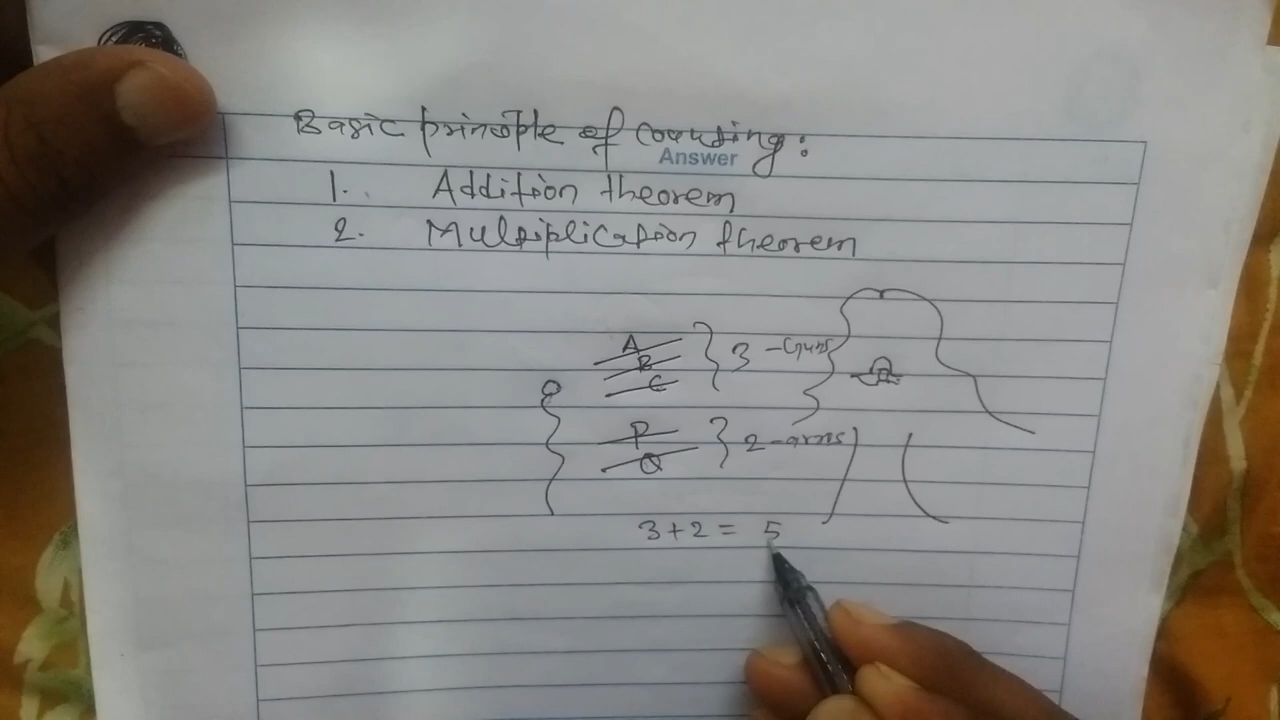 Basic principle of counting:
Answer
1. Addition theorem
2. Multiplication theorem
A
B
C
3 -
P
Q
2 -
3 + 2 = 5